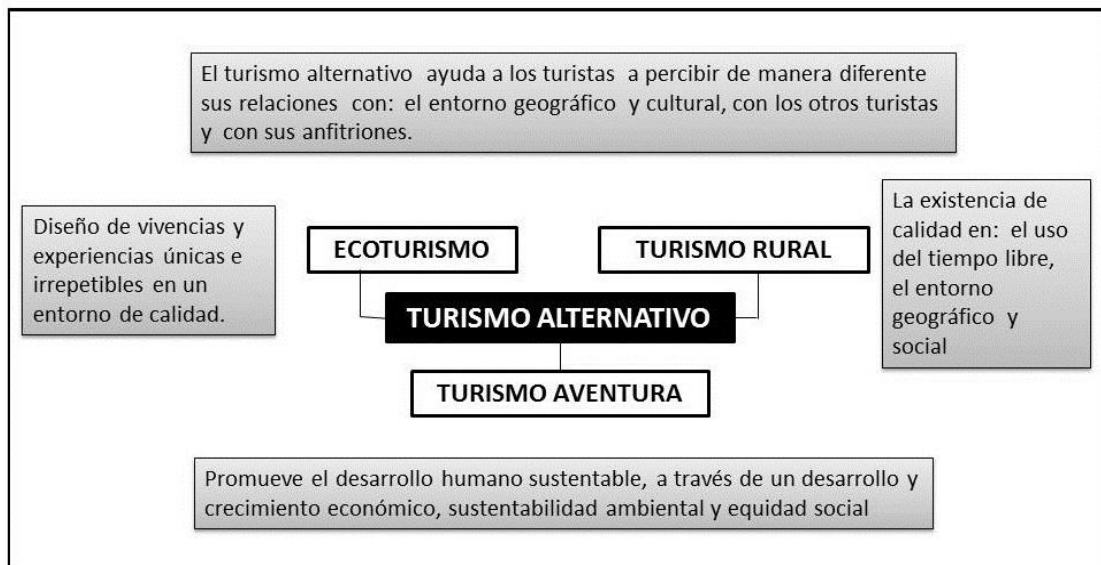 El turismo alternativo ayuda a los turistas a percibir de manera diferente
sus relaciones con: el entorno geográfico y cultural, con los otros turistas
y con sus anfitriones.
Diseño de vivencias y
experiencias únicas e
irrepetibles en un
entorno de calidad.
ECOTURISMO
TURISMO RURAL
TURISMO ALTERNATIVO
TURISMO AVENTURA
La existencia de
calidad en: el uso
del tiempo libre,
el entorno
geográfico y
social
Promueve el desarrollo humano sustentable, a través de un desarrollo y
crecimiento económico, sustentabilidad ambiental y equidad social